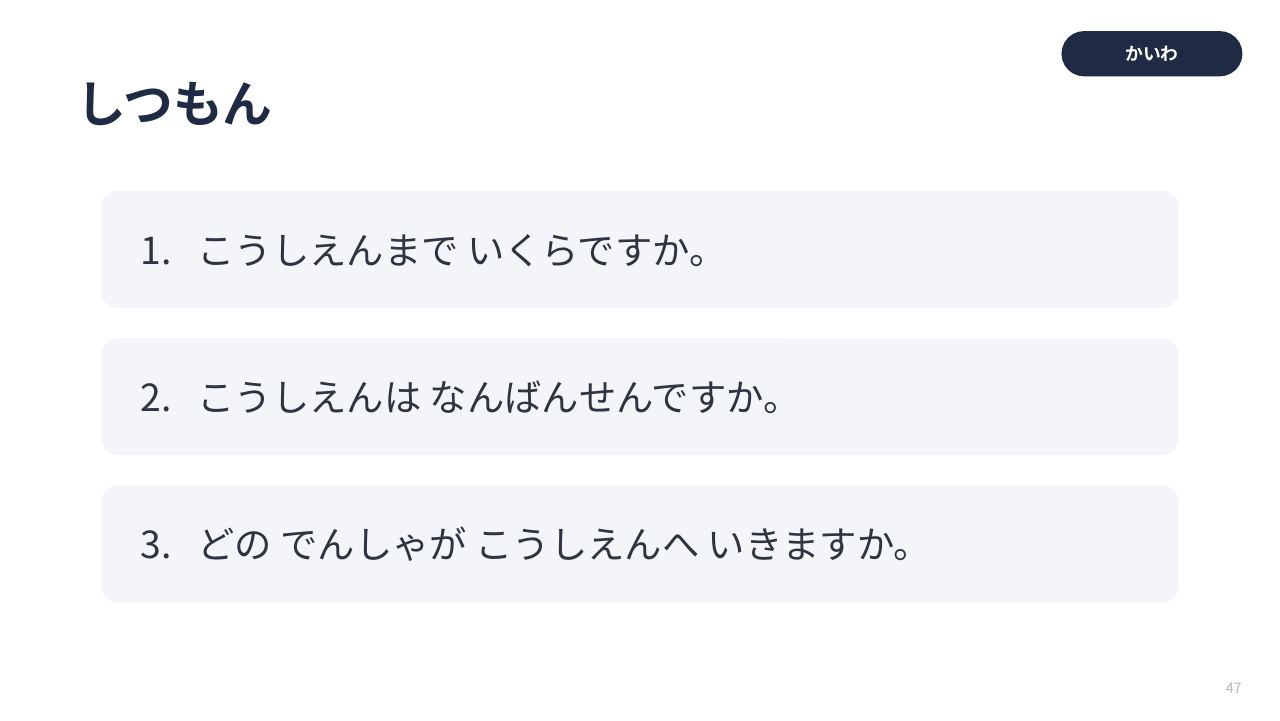 かいわ
しつもん
1. こうしえんまで いくらですか。
2. こうしえんは なんばんせんですか。
3. どの でんしゃが こうしえんへ いきますか。
47